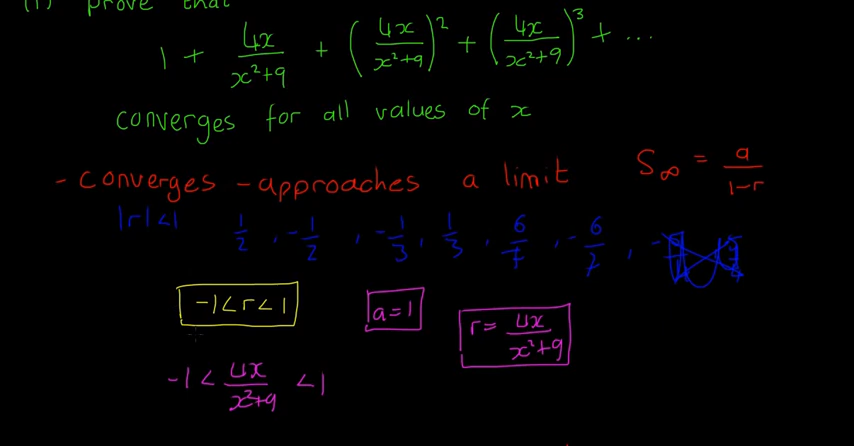 (i) prove that
1 + 4x/(x²+9) + (4x/(x²+9))² + (4x/(x²+9))³ + ...
converges for all values of x
- converges - approaches a limit S∞ = a/(1-r)
|r|<1 1/2, -1/2, -1/3, 1/3, 6/7, -6/7, -
-1<r<1 a=1 r= 4x/(x²+9)
-1 < 4x/(x²+9) < 1